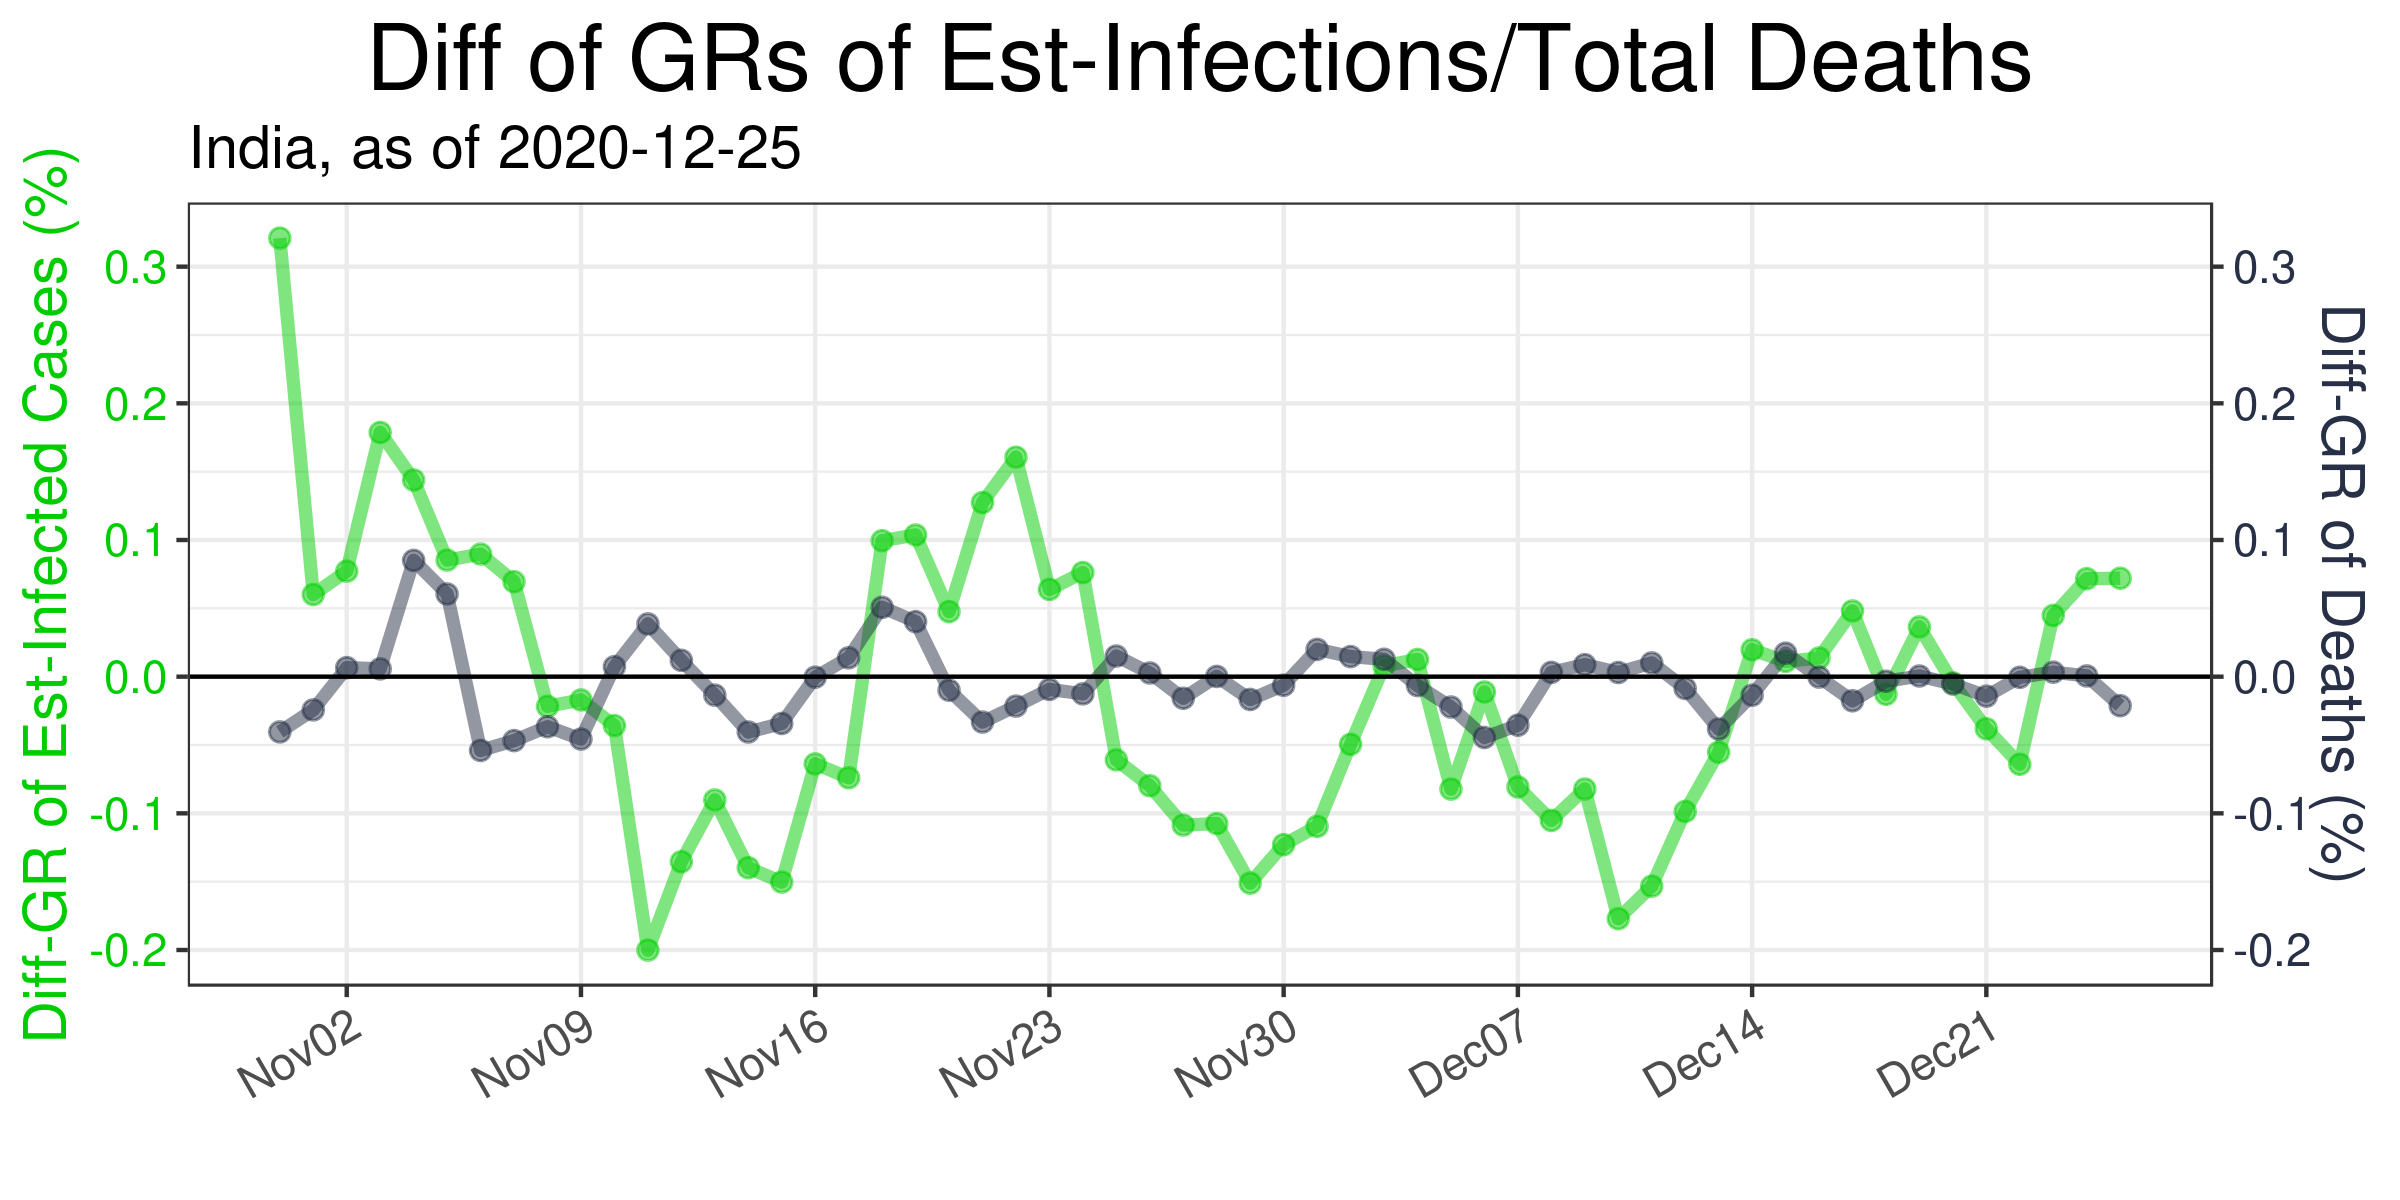 Diff of GRs of Est-Infections/Total Deaths
India, as of 2020-12-25
Diff-GR of Est-Infected Cases (%)
0.3
0.2
0.1
0.0
-0.1
-0.2
0.3
0.2
0.1
0.0
-0.1
-0.2
Diff-GR of Deaths (%)
Nov02
Nov09
Nov16
Nov23
Nov30
Dec07
Dec14
Dec21